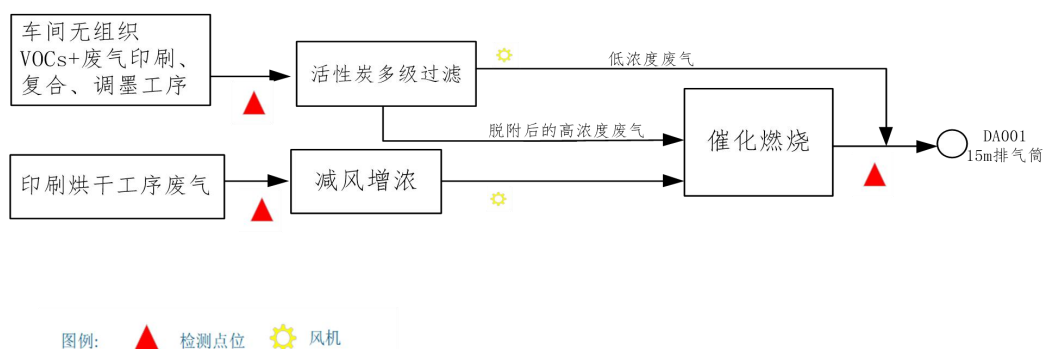 车间无组织
VOCs+废气印刷、
复合、调墨工序
活性炭多级过滤
低浓度废气
脱附后的高浓度废气
催化燃烧
DA001
15m排气筒
印刷烘干工序废气
减风增浓
图例:
检测点位
风机